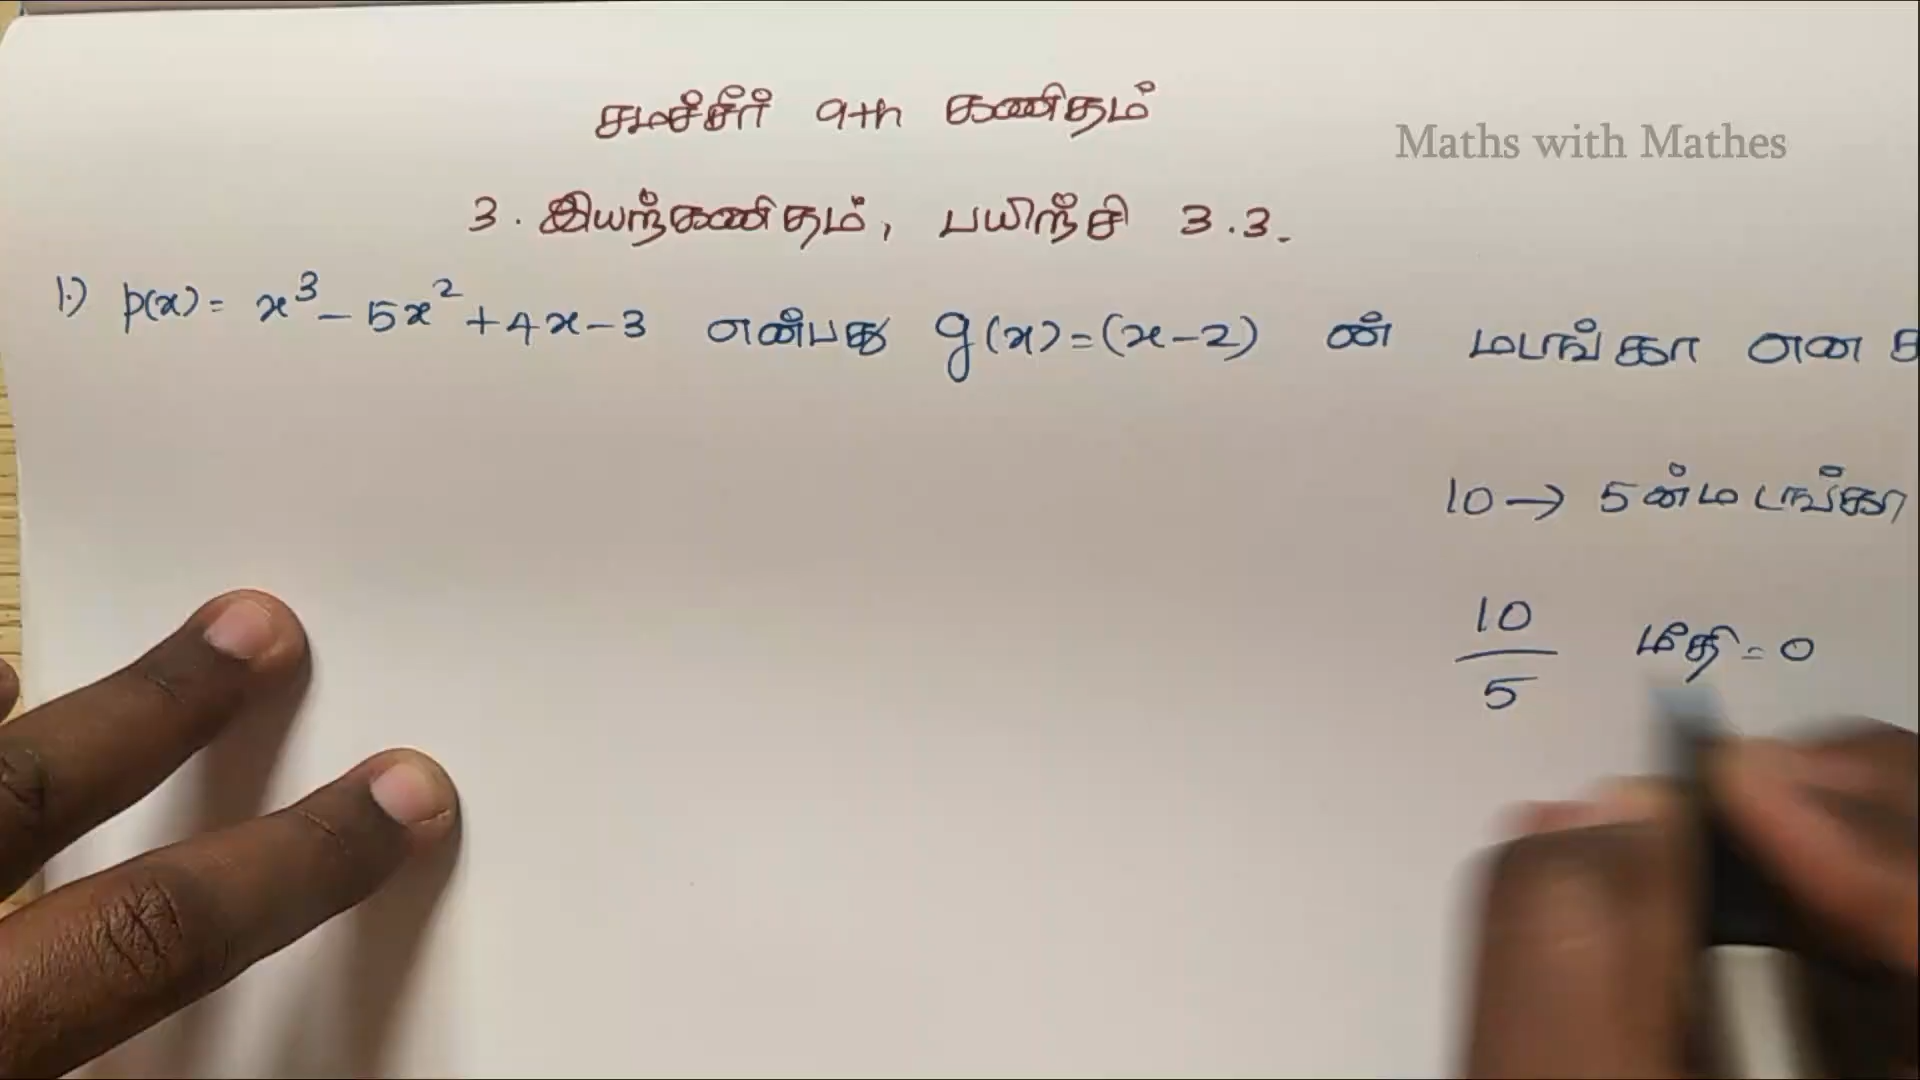 சமச்சீர் 9th கணிதம்
Maths with Mathes
3. இயற்கணிதம், பயிற்சி 3.3.
1.) p(x) = x³ - 5x² + 4x - 3 என்பது g(x) = (x-2) ன் மடங்கா என
10 → 5ன் மடங்கா
10/5 மீதி = 0